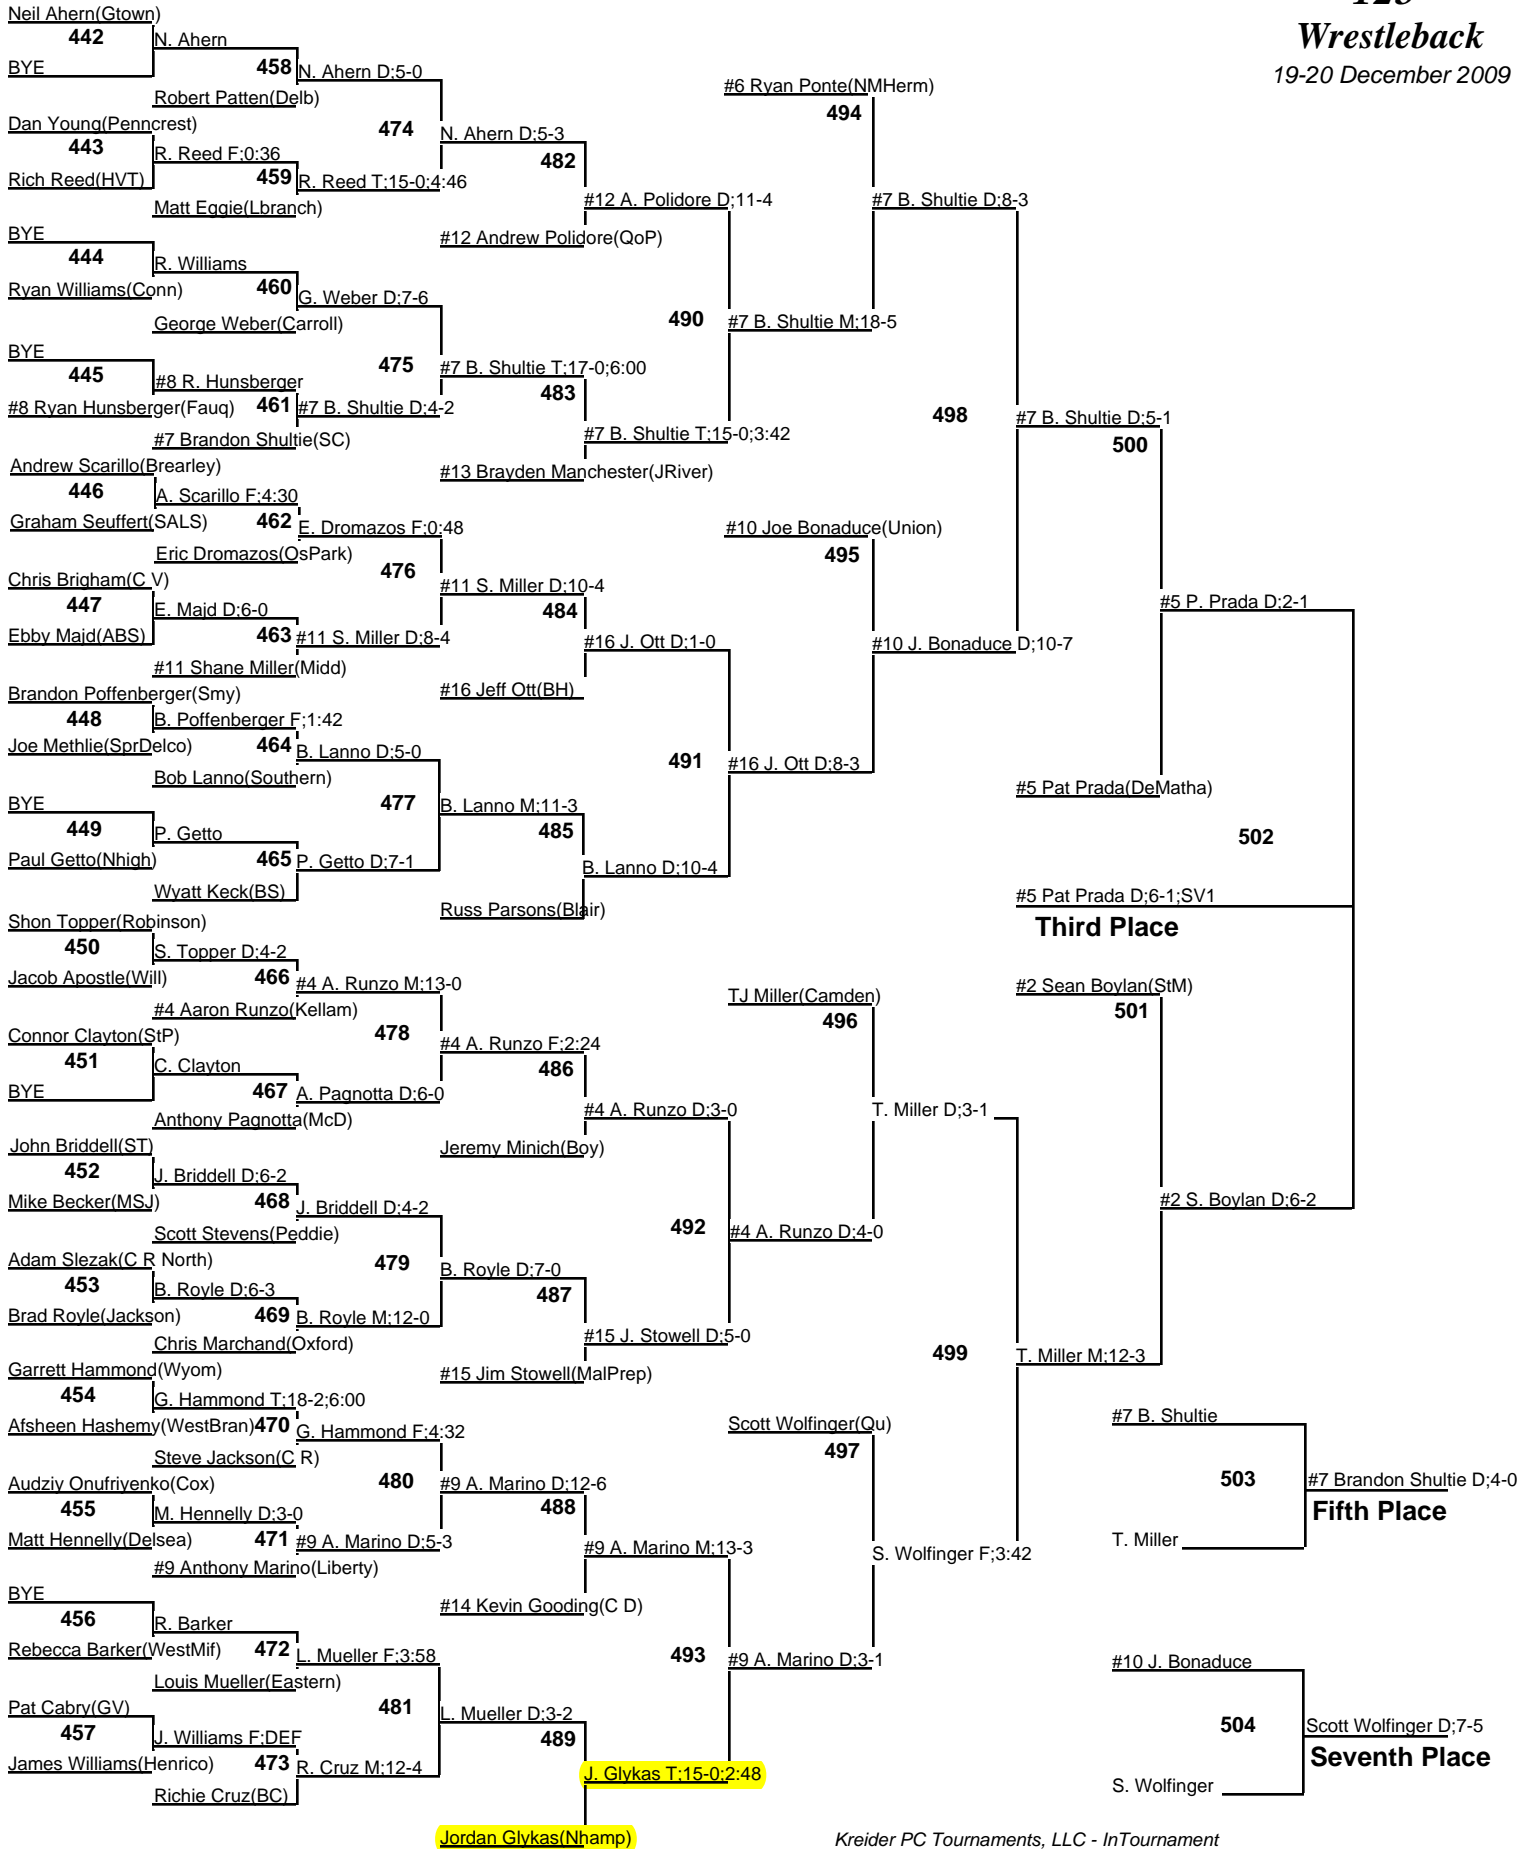 Wrestleback
19-20 December 2009
Neil Ahern(Gtown)
442
N. Ahern
BYE
458
N. Ahern D;5-0
Robert Patten(Delb)
#6 Ryan Ponte(NMHerm)
494
Dan Young(Penncrest)
474
N. Ahern D;5-3
443
R. Reed F;0:36
482
Rich Reed(HVT)
459
R. Reed T;15-0;4:46
Matt Eggie(Lbranch)
#12 A. Polidore D;11-4
#7 B. Shultie D;8-3
BYE
#12 Andrew Polidore(QoP)
444
R. Williams
Ryan Williams(Conn)
460
G. Weber D;7-6
George Weber(Carroll)
490
#7 B. Shultie M;18-5
BYE
475
#7 B. Shultie T;17-0;6:00
445
#8 R. Hunsberger
483
#8 Ryan Hunsberger(Fauq)
461
#7 B. Shultie D;4-2
498
#7 B. Shultie D;5-1
#7 Brandon Shultie(SC)
#7 B. Shultie T;15-0;3:42
500
Andrew Scarillo(Brearley)
#13 Brayden Manchester(JRiver)
446
A. Scarillo F;4:30
Graham Seuffert(SALS)
462
E. Dromazos F;0:48
#10 Joe Bonaduce(Union)
Eric Dromazos(OsPark)
495
476
Chris Brigham(C V)
#11 S. Miller D;10-4
447
E. Majd D;6-0
484
#5 P. Prada D;2-1
Ebby Majd(ABS)
463
#11 S. Miller D;8-4
#16 J. Ott D;1-0
#10 J. Bonaduce D;10-7
#11 Shane Miller(Midd)
#16 Jeff Ott(BH)
Brandon Poffenberger(Smy)
448
B. Poffenberger F;1:42
Joe Methlie(SprDelco)
464
B. Lanno D;5-0
491
#16 J. Ott D;8-3
Bob Lanno(Southern)
#5 Pat Prada(DeMatha)
BYE
477
B. Lanno M;11-3
449
P. Getto
485
502
Paul Getto(Nhigh)
465
P. Getto D;7-1
B. Lanno D;10-4
Wyatt Keck(BS)
#5 Pat Prada D;6-1;SV1
Russ Parsons(Blair)
Third Place
Shon Topper(Robinson)
450
S. Topper D;4-2
Jacob Apostle(Will)
466
#4 A. Runzo M;13-0
#2 Sean Boylan(StM)
TJ Miller(Camden)
#4 Aaron Runzo(Kellam)
501
496
Connor Clayton(StP)
478
#4 A. Runzo F;2:24
451
C. Clayton
486
BYE
467
A. Pagnotta D;6-0
#4 A. Runzo D;3-0
T. Miller D;3-1
Anthony Pagnotta(McD)
John Briddell(ST)
Jeremy Minich(Boy)
452
J. Briddell D;6-2
Mike Becker(MSJ)
468
J. Briddell D;4-2
#2 S. Boylan D;6-2
Scott Stevens(Peddie)
492
#4 A. Runzo D;4-0
Adam Slezak(C R North)
479
B. Royle D;7-0
453
B. Royle D;6-3
487
Brad Royle(Jackson)
469
B. Royle M;12-0
#15 J. Stowell D;5-0
Chris Marchand(Oxford)
499
T. Miller M;12-3
Garrett Hammond(Wyom)
#15 Jim Stowell(MalPrep)
454
G. Hammond T;18-2;6:00
Afsheen Hashemy(WestBran)
470
G. Hammond F;4:32
Scott Wolfinger(Qu)
#7 B. Shultie
497
Steve Jackson(C R)
Audziy Onufriyenko(Cox)
480
#9 A. Marino D;12-6
503
#7 Brandon Shultie D;4-0
455
M. Hennelly D;3-0
488
Fifth Place
Matt Hennelly(Delsea)
471
#9 A. Marino D;5-3
#9 A. Marino M;13-3
S. Wolfinger F;3:42
T. Miller
#9 Anthony Marino(Liberty)
BYE
#14 Kevin Gooding(C D)
456
R. Barker
Rebecca Barker(WestMif)
472
L. Mueller F;3:58
493
#9 A. Marino D;3-1
#10 J. Bonaduce
Louis Mueller(Eastern)
Pat Cabry(GV)
481
L. Mueller D;3-2
457
J. Williams F;DEF
489
504
Scott Wolfinger D;7-5
James Williams(Henrico)
473
R. Cruz M;12-4
J. Glykas T;15-0;2:48
Seventh Place
Richie Cruz(BC)
S. Wolfinger
Jordan Glykas(Nhamp)
Kreider PC Tournaments, LLC - InTournament